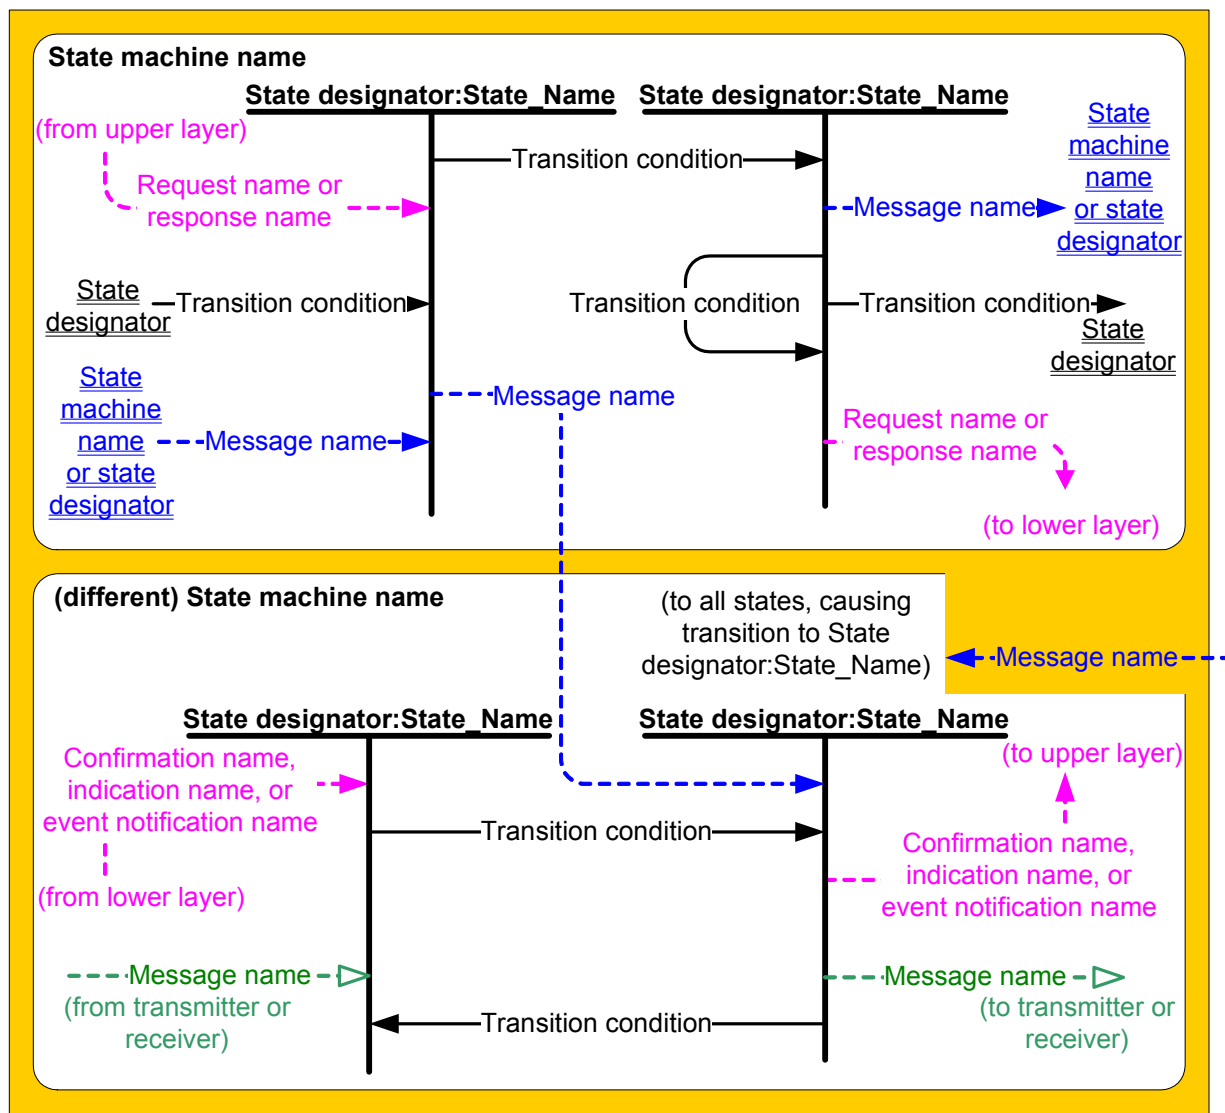 State machine name
State designator:State_Name
State designator:State_Name
(from upper layer)
Transition condition
State
machine
name
or state
designator
Request name or
response name
Message name
State
designator
Transition condition
Transition condition
Transition condition
State
designator
State
machine
name
or state
designator
Message name
Message name
Request name or
response name
(to lower layer)
(different) State machine name
(to all states, causing
transition to State
designator:State_Name)
Message name
State designator:State_Name
State designator:State_Name
Confirmation name,
indication name, or
event notification name
(from lower layer)
(to upper layer)
Transition condition
Confirmation name,
indication name, or
event notification name
Message name
(from transmitter or
receiver)
Message name
(to transmitter or
receiver)
Transition condition